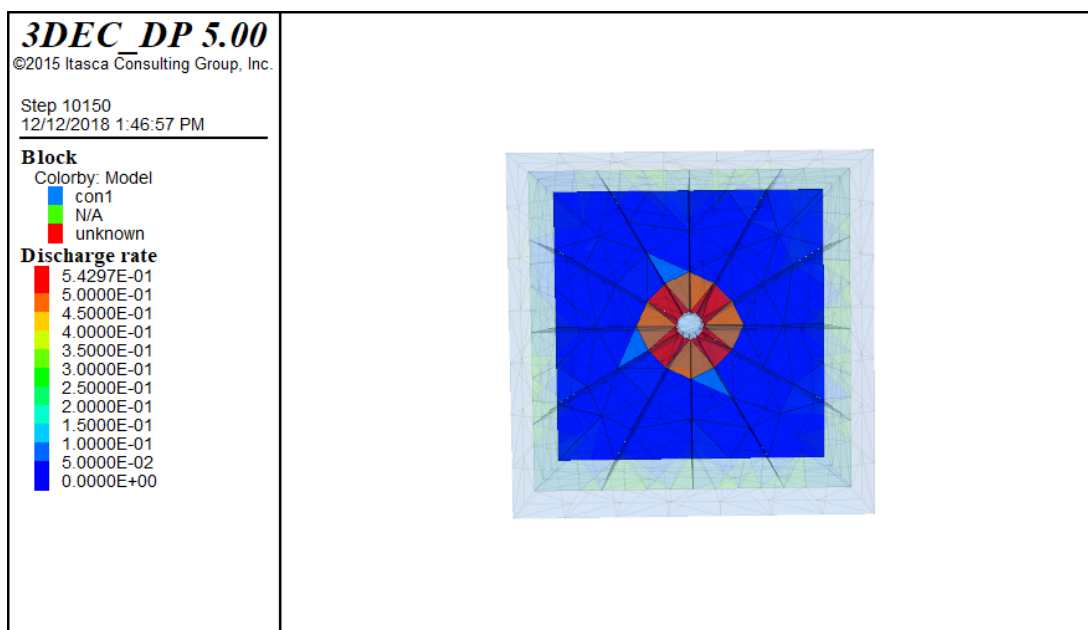 3DEC_DP 5.00
©2015 Itasca Consulting Group, Inc.
Step 10150
12/12/2018 1:46:57 PM
Block
Colorby: Model
con1
N/A
unknown
Discharge rate
5.4297E-01
5.0000E-01
4.5000E-01
4.0000E-01
3.5000E-01
3.0000E-01
2.5000E-01
2.0000E-01
1.5000E-01
1.0000E-01
5.0000E-02
0.0000E+00